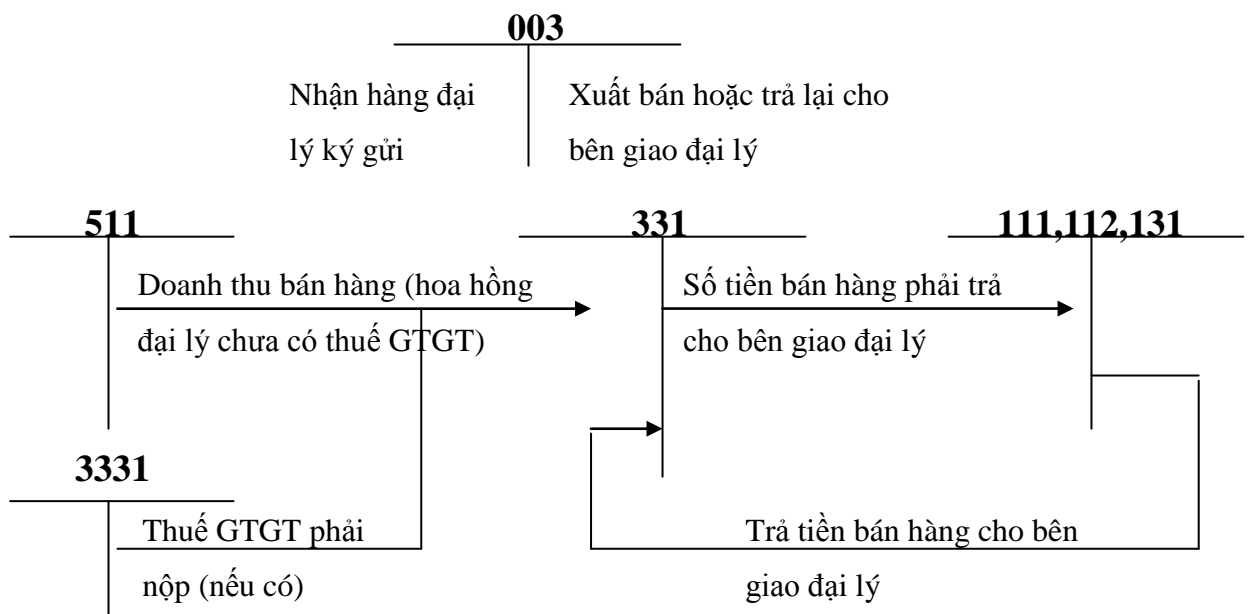 003
Nhận hàng đại
lý ký gửi
Xuất bán hoặc trả lại cho
bên giao đại lý
511
331
111,112,131
Doanh thu bán hàng (hoa hồng
đại lý chưa có thuế GTGT)
Số tiền bán hàng phải trả
cho bên giao đại lý
3331
Thuế GTGT phải
nộp (nếu có)
Trả tiền bán hàng cho bên
giao đại lý